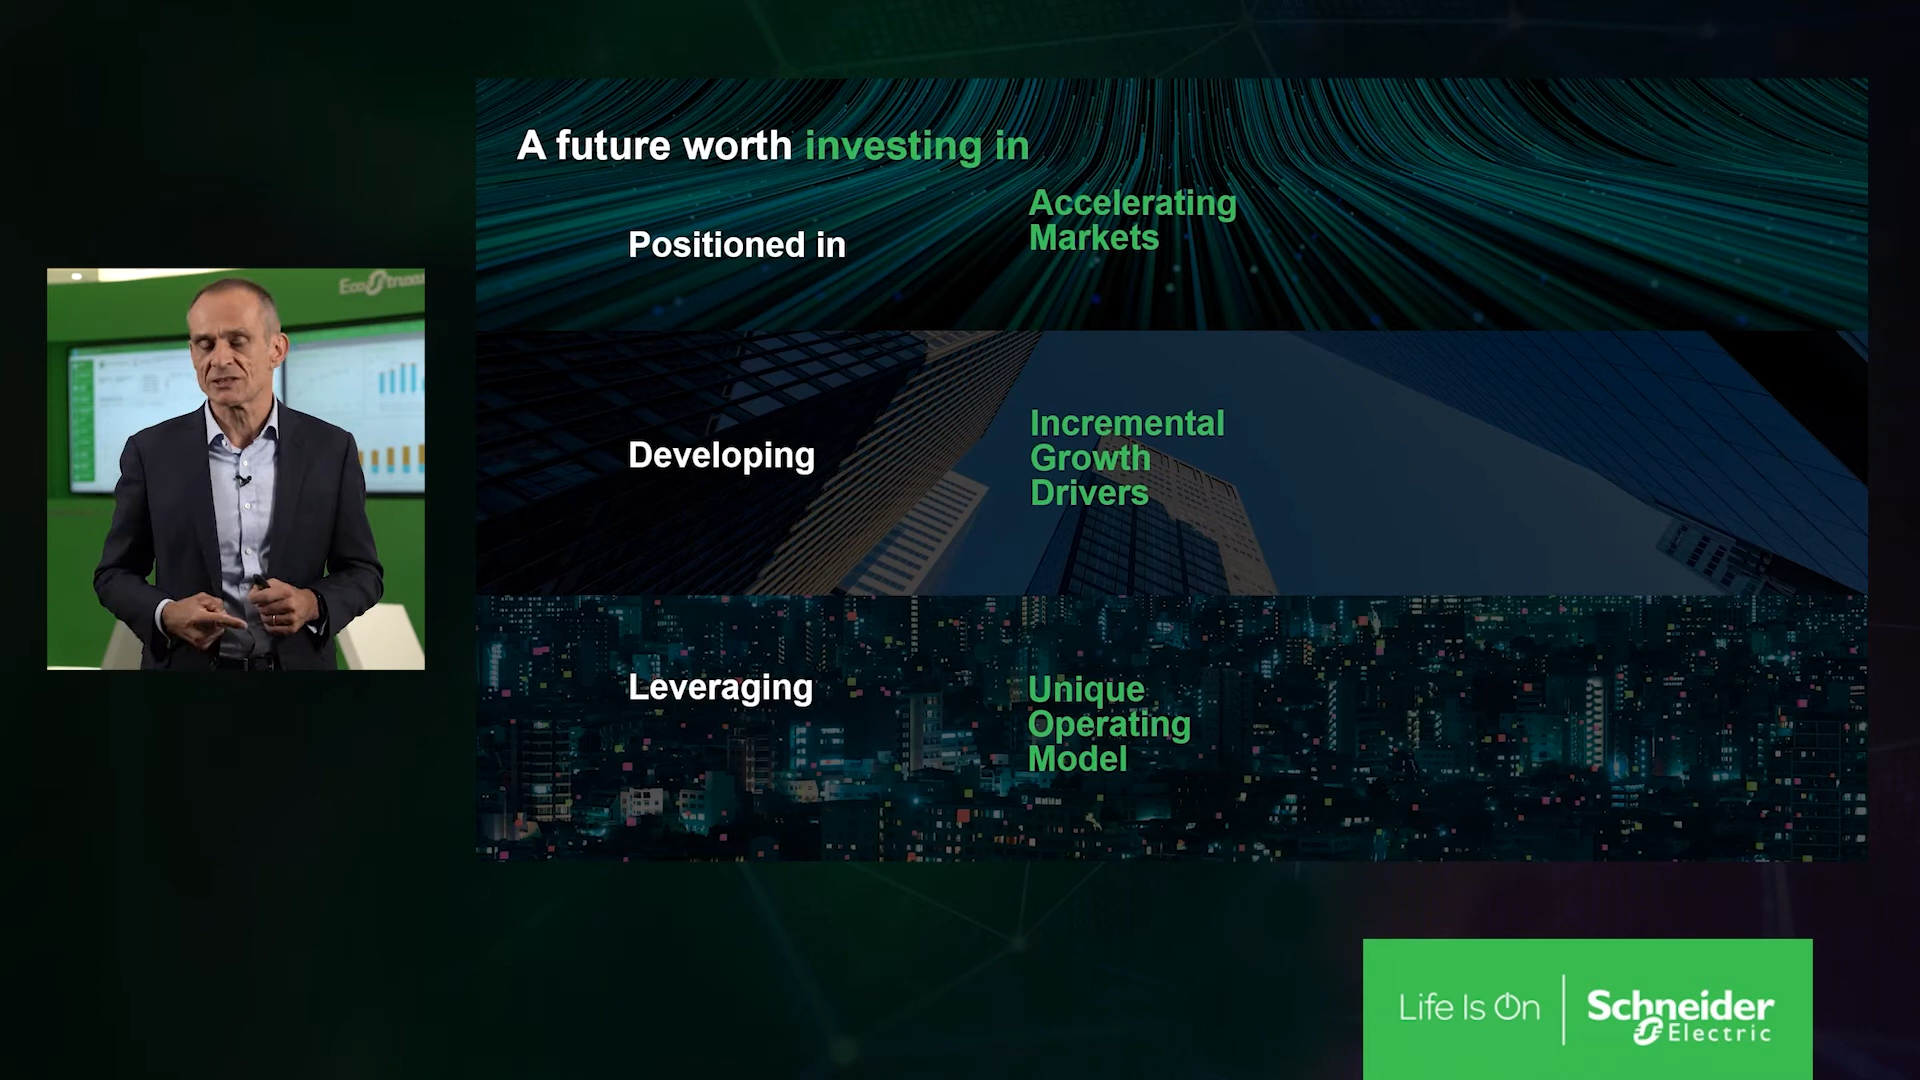 A future worth investing in
Positioned in
Accelerating
Markets
Developing
Incremental
Growth
Drivers
Leveraging
Unique
Operating
Model
Life Is On
Schneider
Electric